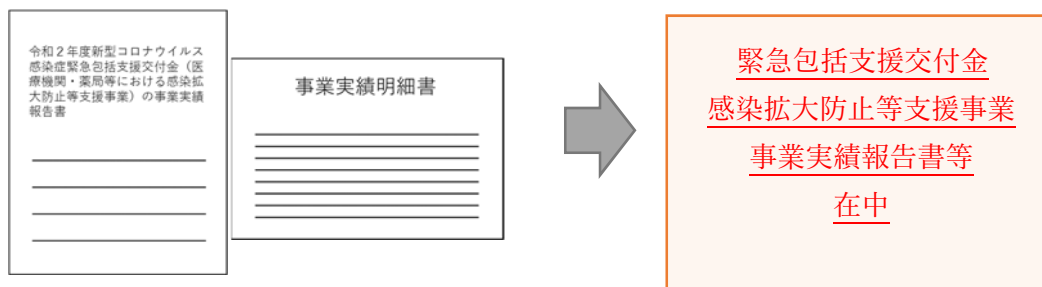 令和２年度新型コロナウイルス
感染症緊急包括支援交付金（医
療機関・薬局等における感染拡
大防止等支援事業）の事業実績
報告書
事業実績明細書
緊急包括支援交付金
感染拡大防止等支援事業
事業実績報告書等
在中